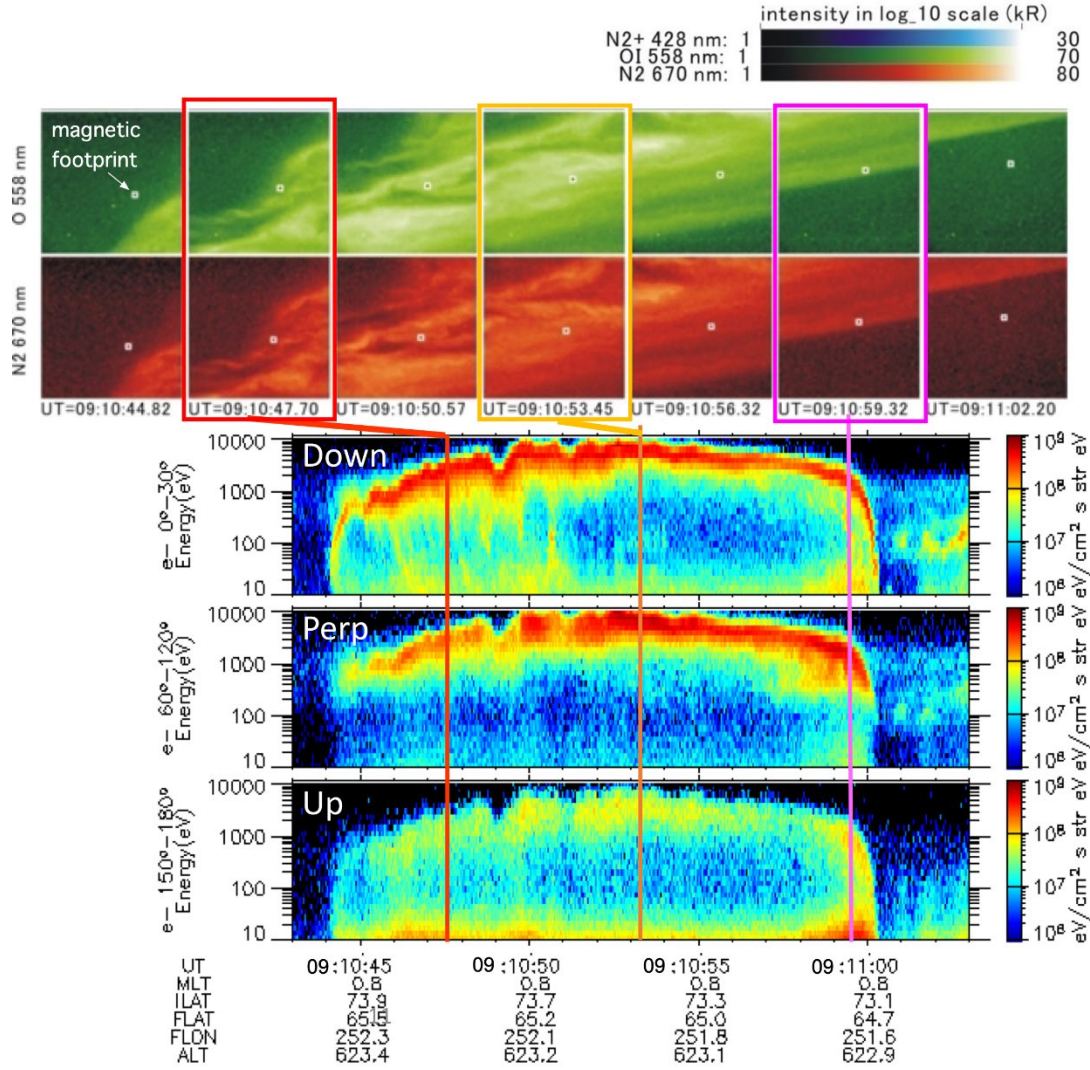 intensity in log_10 scale (kR)
N2+ 428 nm: 1 30
OI 558 nm: 1 70
N2 670 nm: 1 80
magnetic
footprint
O 558 nm
N2 670 nm
UT=09:10:44.82 UT=09:10:47.70 UT=09:10:50.57 UT=09:10:53.45 UT=09:10:56.32 UT=09:10:59.32 UT=09:11:02.20
Down
e- 0º-30º
Energy(eV)
10000
1000
100
10
10⁹
10⁸
10⁷
10⁶
eV/cm² s str eV
Perp
e- 60º-120º
Energy(eV)
10000
1000
100
10
10⁹
10⁸
10⁷
10⁶
eV/cm² s str eV
Up
e- 150º-180º
Energy(eV)
10000
1000
100
10
10⁹
10⁸
10⁷
10⁶
eV/cm² s str eV
UT 09:10:45 09:10:50 09:10:55 09:11:00
MLT 0.8 0.8 0.8 0.8
ILAT 73.9 73.7 73.3 73.1
FLAT 65.2 65.0 64.7
FLON 252.3 252.1 251.8 251.6
ALT 623.4 623.2 623.1 622.9